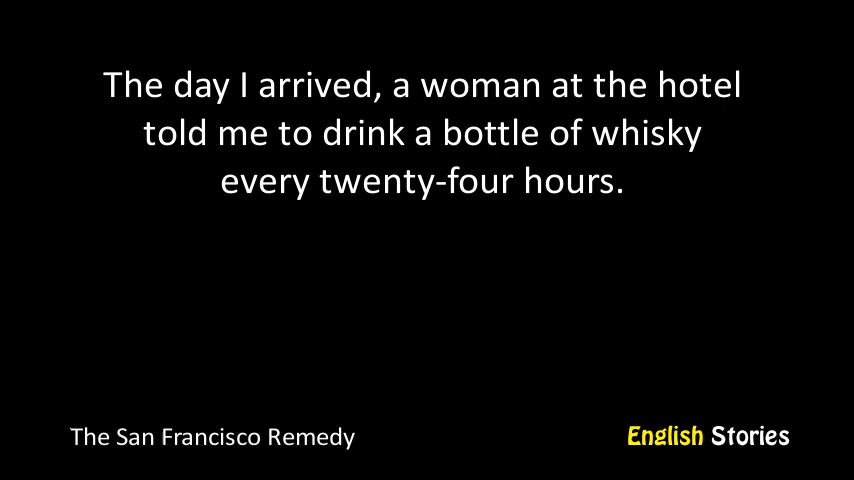 The day I arrived, a woman at the hotel
told me to drink a bottle of whisky
every twenty-four hours.
The San Francisco Remedy
English Stories